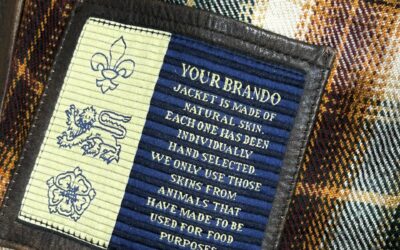 YOUR BRANDO
JACKET IS MADE OF
NATURAL SKIN.
EACH ONE HAS BEEN
INDIVIDUALLY
HAND SELECTED
WE ONLY USE THOSE
SKINS FROM
ANIMALS THAT
HAVE MADE TO BE
USED FOR FOOD
PURPOSES